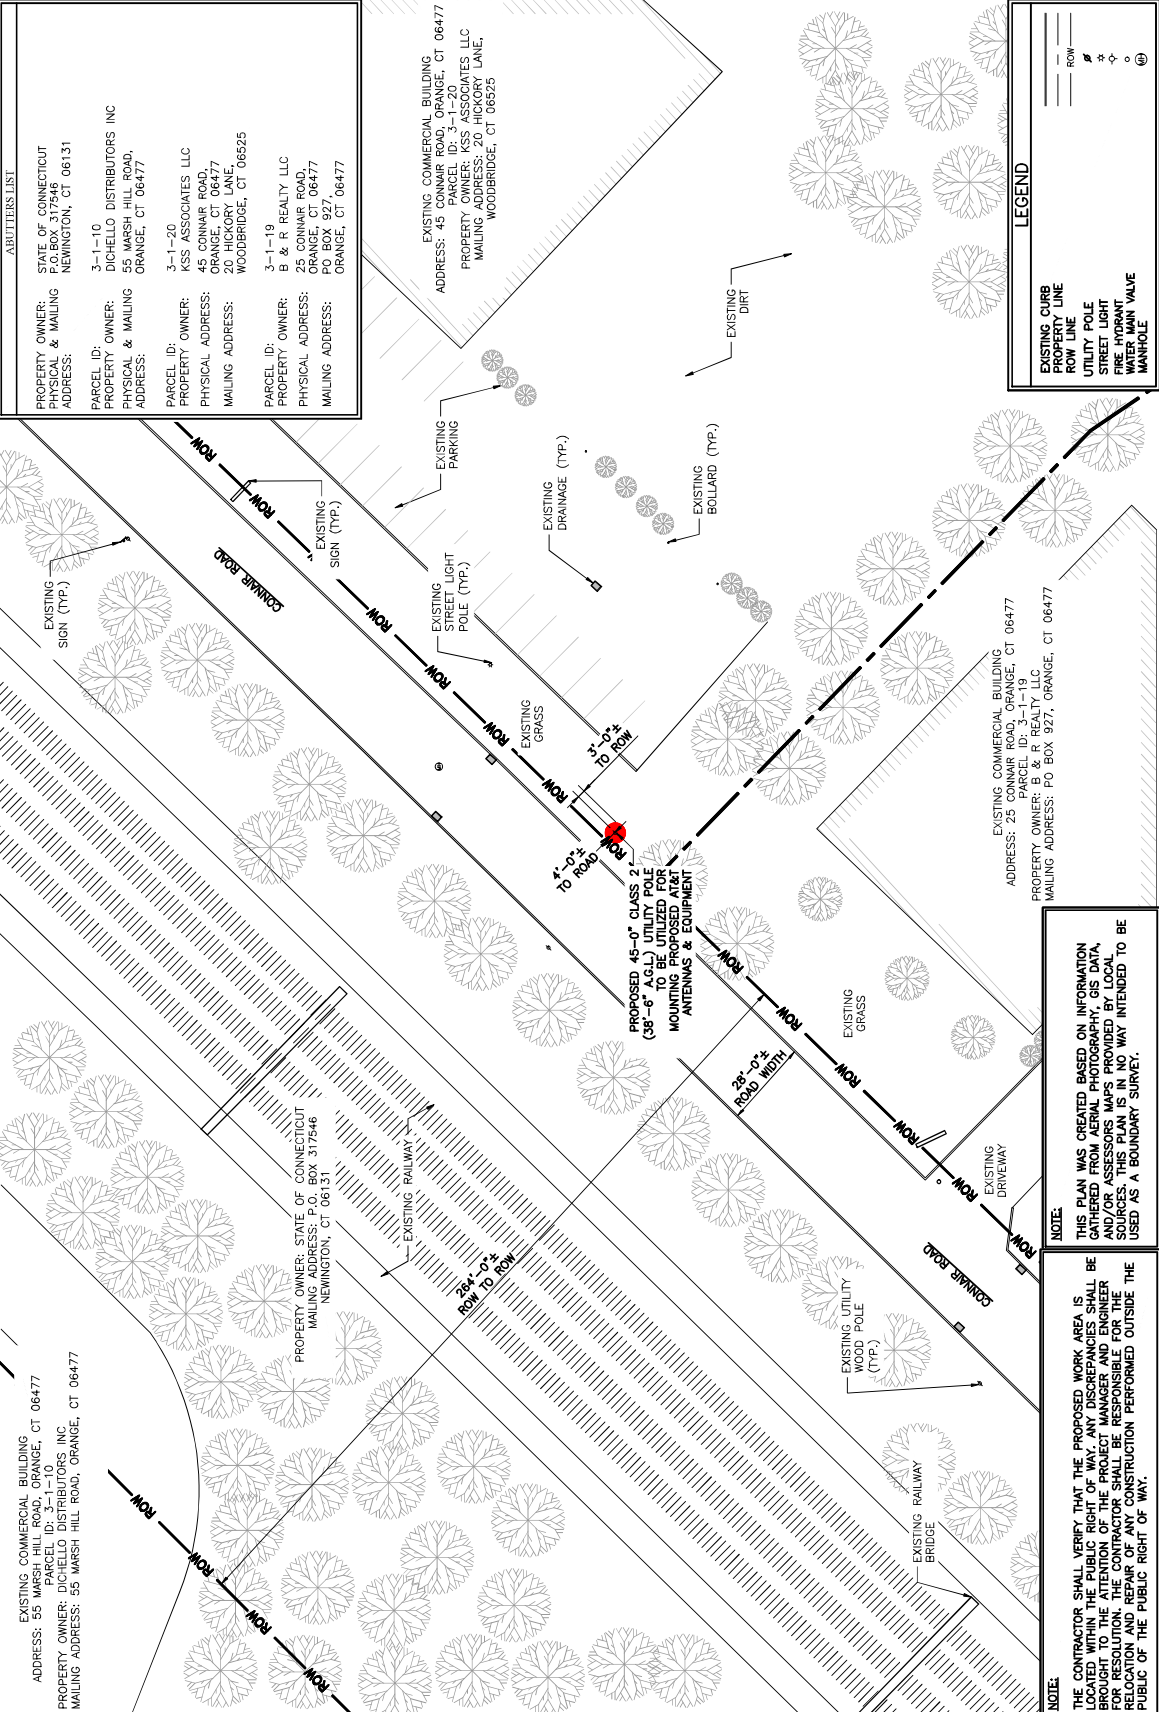 ABUTTERS LIST
PROPERTY OWNER: STATE OF CONNECTICUT
PHYSICAL & MAILING P.O.BOX 317546
ADDRESS: NEWINGTON, CT 06131
PARCEL ID: 3-1-10
PROPERTY OWNER: DICHELLO DISTRIBUTORS INC
PHYSICAL & MAILING 55 MARSH HILL ROAD,
ADDRESS: ORANGE, CT 06477
PARCEL ID: 3-1-20
PROPERTY OWNER: KSS ASSOCIATES LLC
PHYSICAL ADDRESS: 45 CONNAIR ROAD,
ORANGE, CT 06477
MAILING ADDRESS: 20 HICKORY LANE,
WOODBRIDGE, CT 06525
PARCEL ID: 3-1-19
PROPERTY OWNER: B & R REALTY LLC
PHYSICAL ADDRESS: 25 CONNAIR ROAD,
ORANGE, CT 06477
MAILING ADDRESS: PO BOX 927,
ORANGE, CT 06477
EXISTING COMMERCIAL BUILDING
ADDRESS: 45 CONNAIR ROAD, ORANGE, CT 06477
PARCEL ID: 3-1-20
PROPERTY OWNER: KSS ASSOCIATES LLC
MAILING ADDRESS: 20 HICKORY LANE,
WOODBRIDGE, CT 06525
LEGEND
EXISTING CURB
PROPERTY LINE
ROW LINE
ROW
UTILITY POLE
STREET LIGHT
FIRE HYDRANT
WATER MAIN VALVE
MANHOLE
MH
EXISTING
DIRT
EXISTING
PARKING
EXISTING
DRAINAGE (TYP.)
EXISTING
BOLLARD (TYP.)
EXISTING
SIGN (TYP.)
EXISTING
SIGN (TYP.)
CONNAIR ROAD
EXISTING
STREET LIGHT
POLE (TYP.)
EXISTING
GRASS
ROW
ROW
ROW
ROW
ROW
ROW
ROW
3'-0"±
TO ROW
4'-0"±
TO ROAD
PROPOSED 45-0" CLASS 2
(38'-6" A.G.L.) UTILITY POLE
TO BE UTILIZED FOR
MOUNTING PROPOSED AT&T
ANTENNAS & EQUIPMENT
EXISTING COMMERCIAL BUILDING
ADDRESS: 25 CONNAIR ROAD, ORANGE, CT 06477
PARCEL ID: 3-1-19
PROPERTY OWNER: B & R REALTY LLC
MAILING ADDRESS: PO BOX 927, ORANGE, CT 06477
ROW
ROW
ROW
ROW
ROW
ROW
28'-0"±
ROAD WIDTH
EXISTING
GRASS
EXISTING
DRIVEWAY
CONNAIR ROAD
PROPERTY OWNER: STATE OF CONNECTICUT
MAILING ADDRESS: P.O. BOX 317546
NEWINGTON, CT 06131
EXISTING RAILWAY
264'-0"±
ROW TO ROW
EXISTING UTILITY
WOOD POLE
(TYP.)
EXISTING RAILWAY
BRIDGE
EXISTING COMMERCIAL BUILDING
ADDRESS: 55 MARSH HILL ROAD, ORANGE, CT 06477
PARCEL ID: 3-1-10
PROPERTY OWNER: DICHELLO DISTRIBUTORS INC
MAILING ADDRESS: 55 MARSH HILL ROAD, ORANGE, CT 06477
ROW
ROW
ROW
ROW
NOTE:
THE CONTRACTOR SHALL VERIFY THAT THE PROPOSED WORK AREA IS
LOCATED WITHIN THE PUBLIC RIGHT OF WAY. ANY DISCREPANCIES SHALL BE
BROUGHT TO THE ATTENTION OF THE PROJECT MANAGER AND ENGINEER
FOR RESOLUTION. THE CONTRACTOR SHALL BE RESPONSIBLE FOR THE
RELOCATION AND REPAIR OF ANY CONSTRUCTION PERFORMED OUTSIDE THE
PUBLIC OF THE PUBLIC RIGHT OF WAY.
NOTE:
THIS PLAN WAS CREATED BASED ON INFORMATION
GATHERED FROM AERIAL PHOTOGRAPHY, GIS DATA,
AND/OR ASSESSORS MAPS PROVIDED BY LOCAL
SOURCES. THIS PLAN IS IN NO WAY INTENDED TO BE
USED AS A BOUNDARY SURVEY.